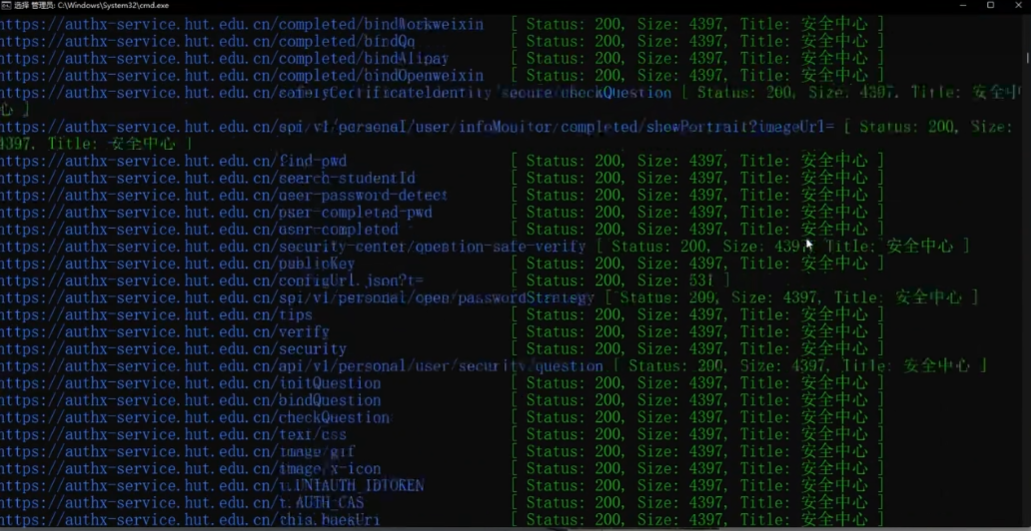 选择 管理员: C:\Windows\System32\cmd.exe
https://authx-service.hut.edu.cn/completed/bindWorkweixin [ Status: 200, Size: 4397, Title: 安全中心 ]
https://authx-service.hut.edu.cn/completed/bindQq [ Status: 200, Size: 4397, Title: 安全中心 ]
https://authx-service.hut.edu.cn/completed/bindAlipay [ Status: 200, Size: 4397, Title: 安全中心 ]
https://authx-service.hut.edu.cn/completed/bindOpenweixin [ Status: 200, Size: 4397, Title: 安全中心 ]
https://authx-service.hut.edu.cn/safetyCertificateIdentity/secure/checkQuestion [ Status: 200, Size: 4397, Title: 安全中
心 ]
https://authx-service.hut.edu.cn/api/v1/personal/user/infoMonitor/completed/showPortrait?imageUrl= [ Status: 200, Size:
4397, Title: 安全中心 ]
https://authx-service.hut.edu.cn/find-pwd [ Status: 200, Size: 4397, Title: 安全中心 ]
https://authx-service.hut.edu.cn/search-studentId [ Status: 200, Size: 4397, Title: 安全中心 ]
https://authx-service.hut.edu.cn/user-password-detect [ Status: 200, Size: 4397, Title: 安全中心 ]
https://authx-service.hut.edu.cn/user-completed-pwd [ Status: 200, Size: 4397, Title: 安全中心 ]
https://authx-service.hut.edu.cn/user-completed [ Status: 200, Size: 4397, Title: 安全中心 ]
https://authx-service.hut.edu.cn/security-center/quention-safe-verify [ Status: 200, Size: 4397, Title: 安全中心 ]
https://authx-service.hut.edu.cn/publicKey [ Status: 200, Size: 4397, Title: 安全中心 ]
https://authx-service.hut.edu.cn/configUrl.json?t= [ Status: 200, Size: 531 ]
https://authx-service.hut.edu.cn/api/v1/personal/open/passwordStrategy [ Status: 200, Size: 4397, Title: 安全中心 ]
https://authx-service.hut.edu.cn/tips [ Status: 200, Size: 4397, Title: 安全中心 ]
https://authx-service.hut.edu.cn/verify [ Status: 200, Size: 4397, Title: 安全中心 ]
https://authx-service.hut.edu.cn/security [ Status: 200, Size: 4397, Title: 安全中心 ]
https://authx-service.hut.edu.cn/api/v1/personal/user/security/question [ Status: 200, Size: 4397, Title: 安全中心 ]
https://authx-service.hut.edu.cn/initQuestion [ Status: 200, Size: 4397, Title: 安全中心 ]
https://authx-service.hut.edu.cn/bindQuestion [ Status: 200, Size: 4397, Title: 安全中心 ]
https://authx-service.hut.edu.cn/checkQuestion [ Status: 200, Size: 4397, Title: 安全中心 ]
https://authx-service.hut.edu.cn/text/css [ Status: 200, Size: 4397, Title: 安全中心 ]
https://authx-service.hut.edu.cn/image/gif [ Status: 200, Size: 4397, Title: 安全中心 ]
https://authx-service.hut.edu.cn/image/x-icon [ Status: 200, Size: 4397, Title: 安全中心 ]
https://authx-service.hut.edu.cn/t.UNIAUTH_IDTOKEN [ Status: 200, Size: 4397, Title: 安全中心 ]
https://authx-service.hut.edu.cn/t.AUTH_CAS [ Status: 200, Size: 4397, Title: 安全中心 ]
[ Status: 200, Size: 4397, Title: 安全中心 ]